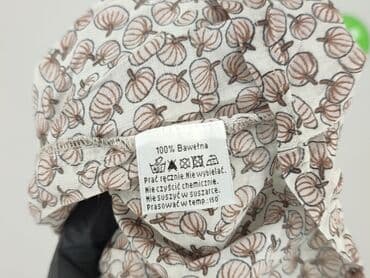 100% Bawełna
Prać ręcznie. Nie wybielać.
Nie czyścić chemicznie.
Nie suszyć w suszarce.
Prasować w temp.: 150°